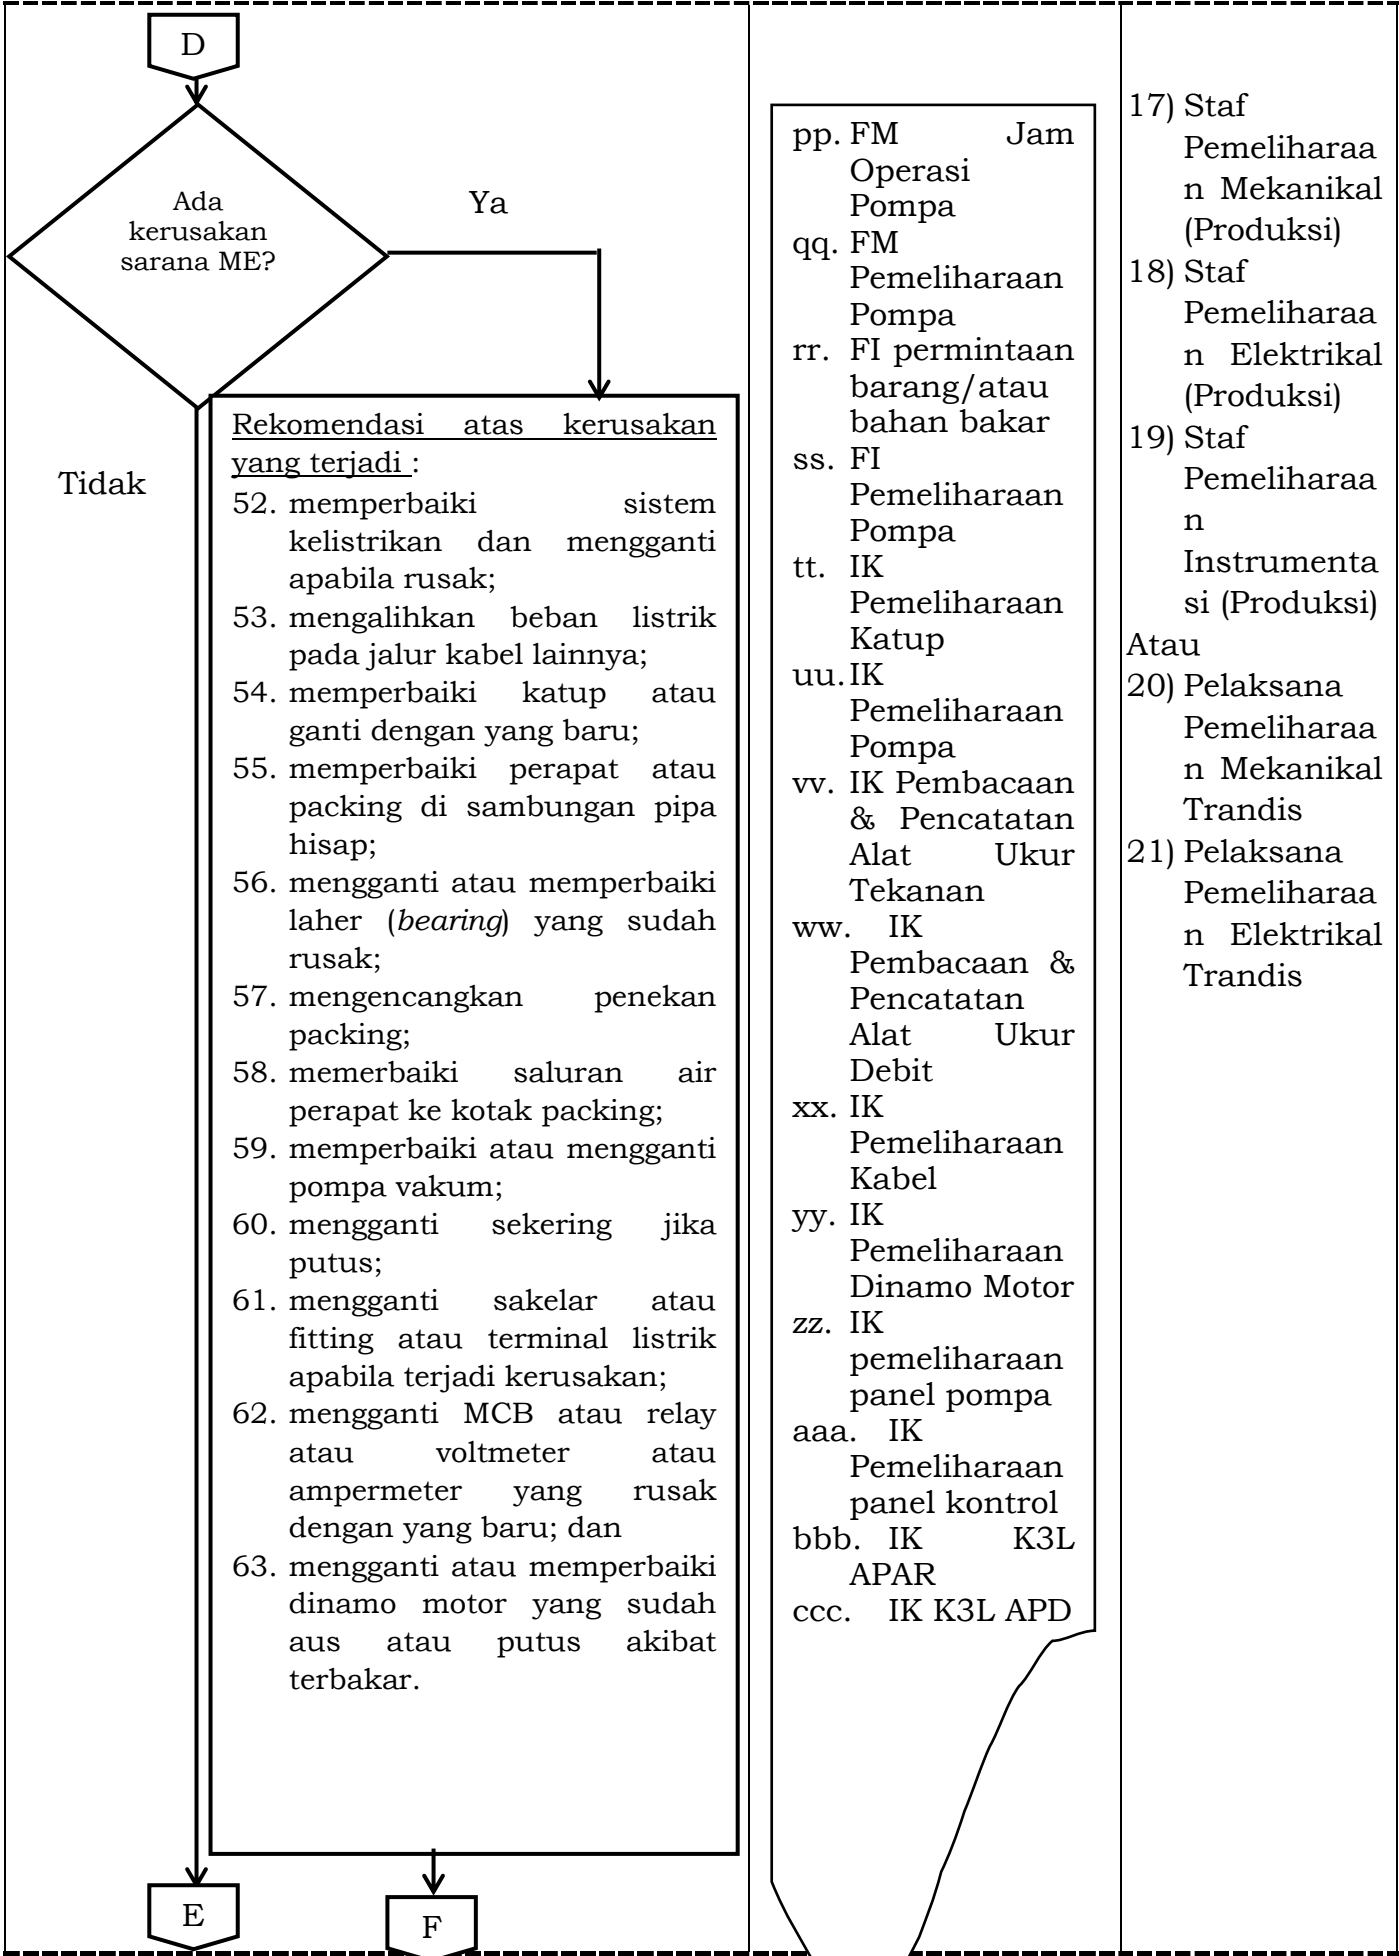 D
Ada
kerusakan
sarana ME?
Ya
Tidak
Rekomendasi atas kerusakan
yang terjadi :
52. memperbaiki sistem
kelistrikan dan mengganti
apabila rusak;
53. mengalihkan beban listrik
pada jalur kabel lainnya;
54. memperbaiki katup atau
ganti dengan yang baru;
55. memperbaiki perapat atau
packing di sambungan pipa
hisap;
56. mengganti atau memperbaiki
laher (bearing) yang sudah
rusak;
57. mengencangkan penekan
packing;
58. memerbaiki saluran air
perapat ke kotak packing;
59. memperbaiki atau mengganti
pompa vakum;
60. mengganti sekering jika
putus;
61. mengganti sakelar atau
fitting atau terminal listrik
apabila terjadi kerusakan;
62. mengganti MCB atau relay
atau voltmeter atau
ampermeter yang rusak
dengan yang baru; dan
63. mengganti atau memperbaiki
dinamo motor yang sudah
aus atau putus akibat
terbakar.
E
F
pp. FM Jam
Operasi
Pompa
qq. FM
Pemeliharaan
Pompa
rr. FI permintaan
barang/atau
bahan bakar
ss. FI
Pemeliharaan
Pompa
tt. IK
Pemeliharaan
Katup
uu. IK
Pemeliharaan
Pompa
vv. IK Pembacaan
& Pencatatan
Alat Ukur
Tekanan
ww. IK
Pembacaan &
Pencatatan
Alat Ukur
Debit
xx. IK
Pemeliharaan
Kabel
yy. IK
Pemeliharaan
Dinamo Motor
zz. IK
pemeliharaan
panel pompa
aaa. IK
Pemeliharaan
panel kontrol
bbb. IK K3L
APAR
ccc. IK K3L APD
17) Staf
Pemeliharaa
n Mekanikal
(Produksi)
18) Staf
Pemeliharaa
n Elektrikal
(Produksi)
19) Staf
Pemeliharaa
n
Instrumenta
si (Produksi)
Atau
20) Pelaksana
Pemeliharaa
n Mekanikal
Trandis
21) Pelaksana
Pemeliharaa
n Elektrikal
Trandis